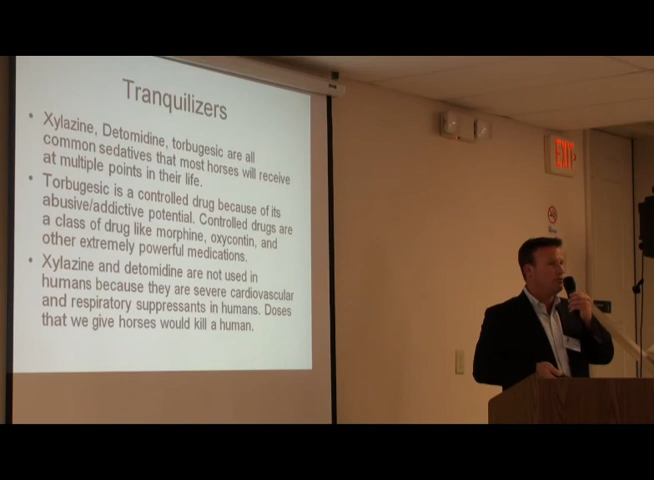 Tranquilizers
• Xylazine, Detomidine, torbugesic are all
common sedatives that most horses will receive
at multiple points in their life.
• Torbugesic is a controlled drug because of its
abusive/addictive potential. Controlled drugs are
a class of drug like morphine, oxycontin, and
other extremely powerful medications.
• Xylazine and detomidine are not used in
humans because they are severe cardiovascular
and respiratory suppressants in humans. Doses
that we give horses would kill a human.
EXIT